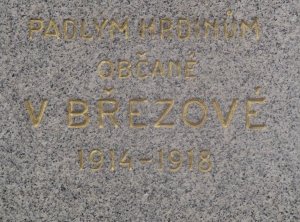 PADLÝM HRDINŮM
OBČANÉ
V BŘEZOVÉ
1914-1918